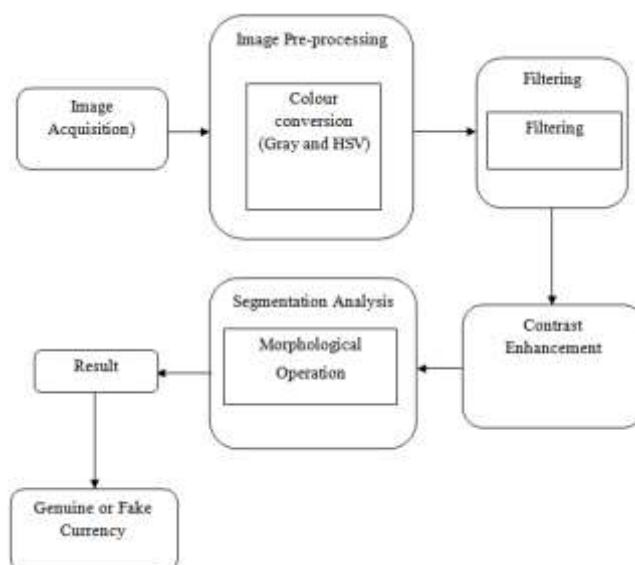 Image
Acquisition)
Image Pre-processing
Colour
conversion
(Gray and HSV)
Filtering
Filtering
Contrast
Enhancement
Segmentation Analysis
Morphological
Operation
Result
Genuine or Fake
Currency